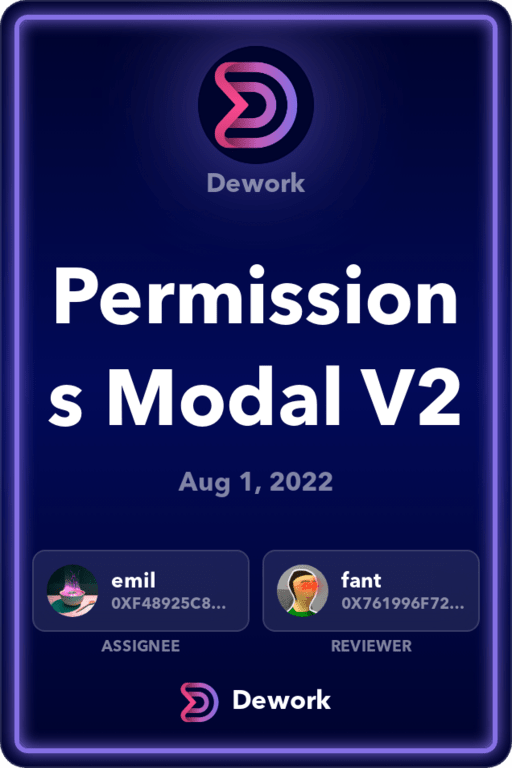 Dework
Permission
s Modal V2
Aug 1, 2022
emil
0XF48925C8...
ASSIGNEE
fant
0X761996F72...
REVIEWER
Dework